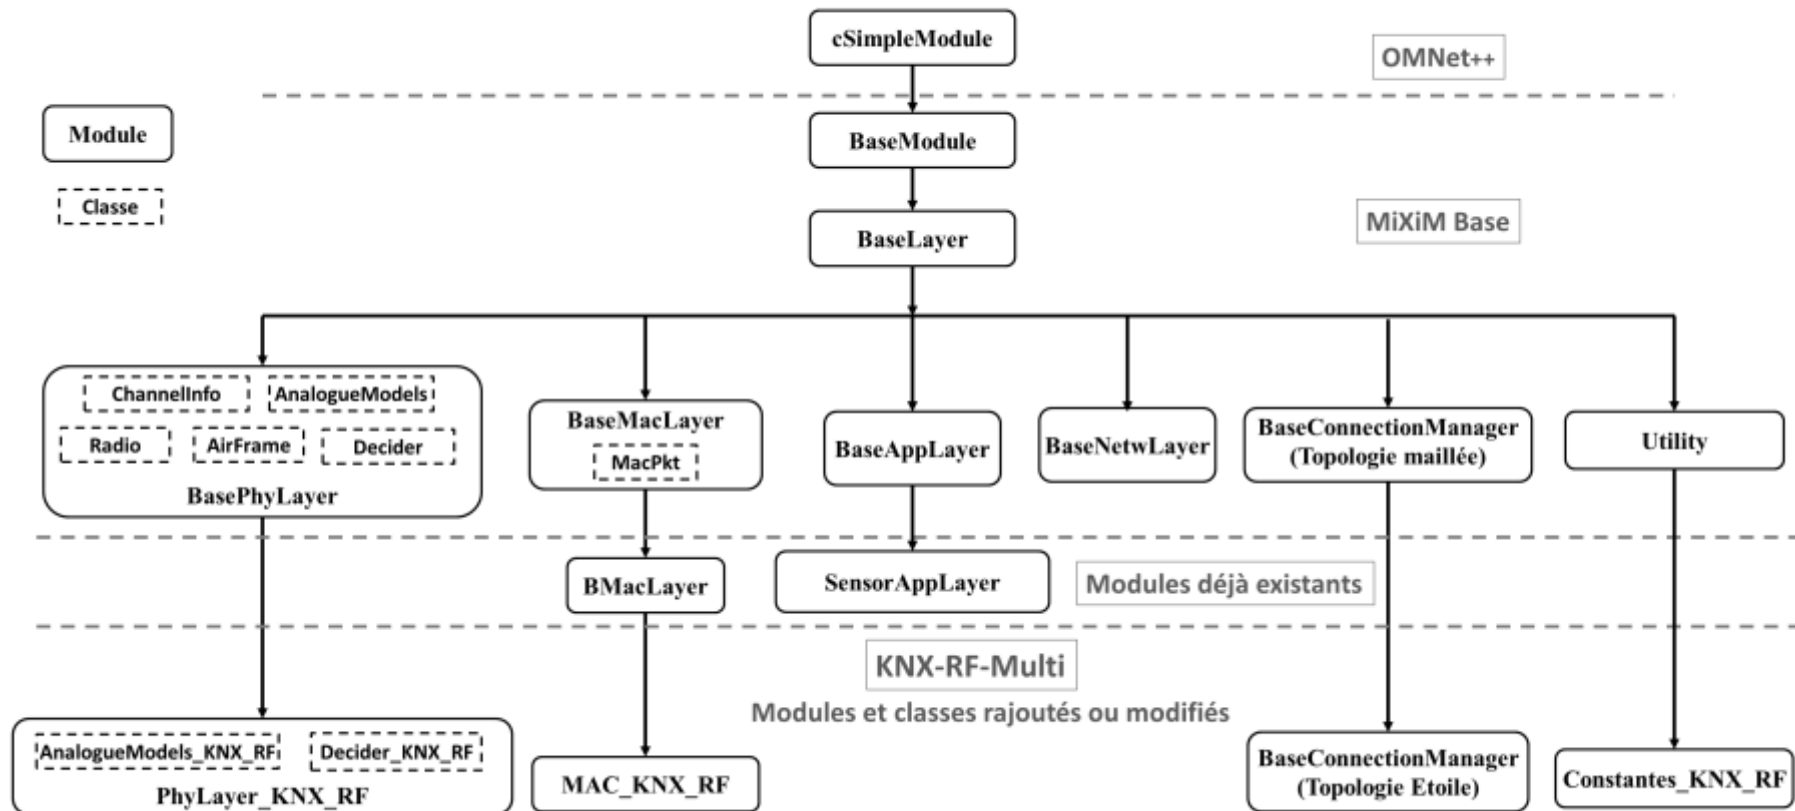 cSimpleModule
OMNet++
Module
BaseModule
Classe
MiXiM Base
BaseLayer
ChannelInfo
AnalogueModels
Radio
AirFrame
Decider
BasePhyLayer
BaseMacLayer
MacPkt
BaseAppLayer
BaseNetwLayer
BaseConnectionManager
(Topologie maillée)
Utility
BMacLayer
SensorAppLayer
Modules déjà existants
KNX-RF-Multi
Modules et classes rajoutés ou modifiés
AnalogueModels_KNX_RF
Decider_KNX_RF
PhyLayer_KNX_RF
MAC_KNX_RF
BaseConnectionManager
(Topologie Etoile)
Constantes_KNX_RF